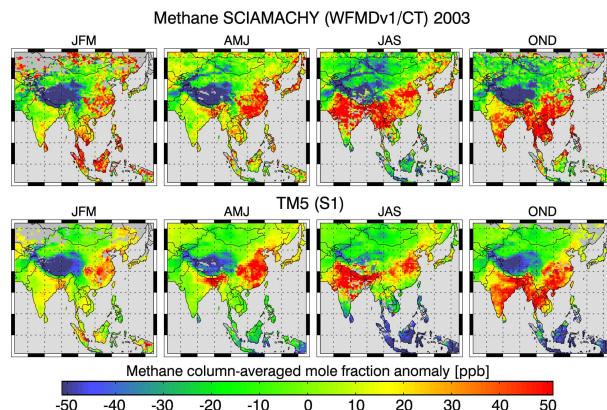 Methane SCIAMACHY (WFMDv1/CT) 2003
JFM AMJ JAS OND
TM5 (S1)
JFM AMJ JAS OND
Methane column-averaged mole fraction anomaly [ppb]
-50 -40 -30 -20 -10 0 10 20 30 40 50